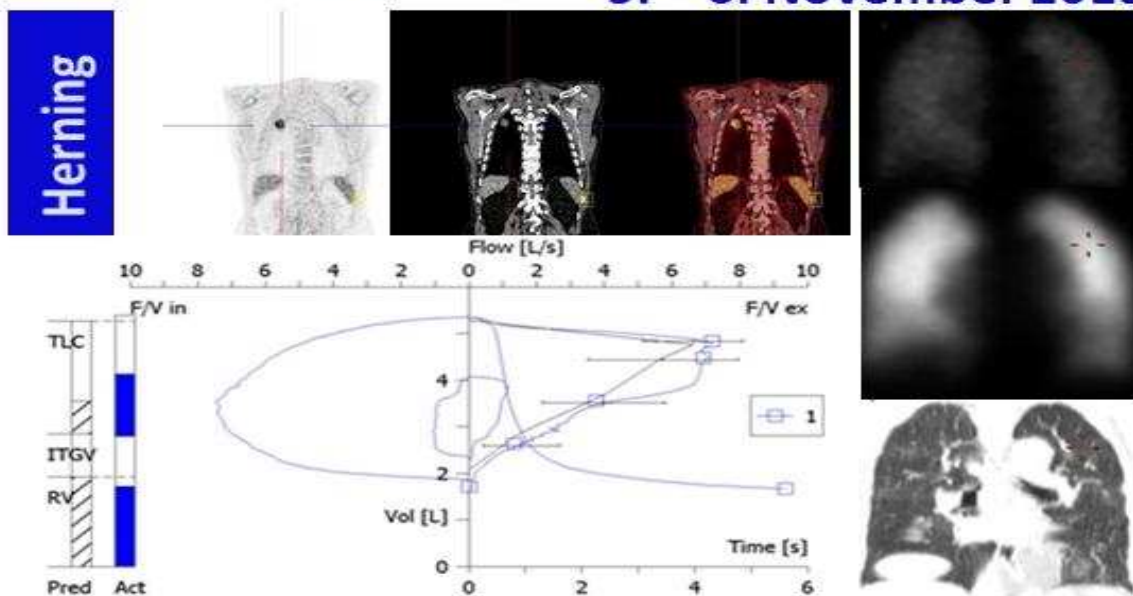 November
Herning
Flow [L/s]
10 8 6 4 2 0 2 4 6 8 10
F/V in F/V ex
TLC
4
1
ITGV
2
RV
Vol [L]
Time [s]
0
Pred Act 0 2 4 6